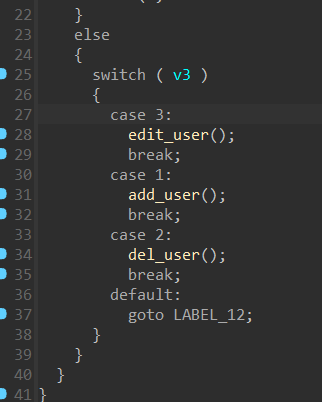 22 }
23 else
24 {
25 switch ( v3 )
26 {
27 case 3:
28 edit_user();
29 break;
30 case 1:
31 add_user();
32 break;
33 case 2:
34 del_user();
35 break;
36 default:
37 goto LABEL_12;
38 }
39 }
40 }
41 }